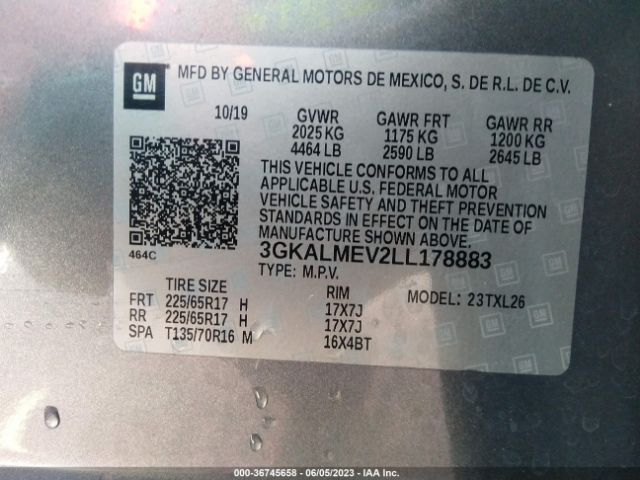 GM
MFD BY GENERAL MOTORS DE MEXICO, S. DE R.L. DE C.V.
10/19 GVWR GAWR FRT GAWR RR
2025 KG 1175 KG 1200 KG
4464 LB 2590 LB 2645 LB
THIS VEHICLE CONFORMS TO ALL
APPLICABLE U.S. FEDERAL MOTOR
VEHICLE SAFETY AND THEFT PREVENTION
STANDARDS IN EFFECT ON THE DATE OF
MANUFACTURE SHOWN ABOVE.
464C
3GKALMEV2LL178883
TYPE: M.P.V.
TIRE SIZE RIM MODEL: 23TXL26
FRT 225/65R17 H 17X7J
RR 225/65R17 H 17X7J
SPA T135/70R16 M 16X4BT
000-36745658 - 06/05/2023 - IAA Inc.